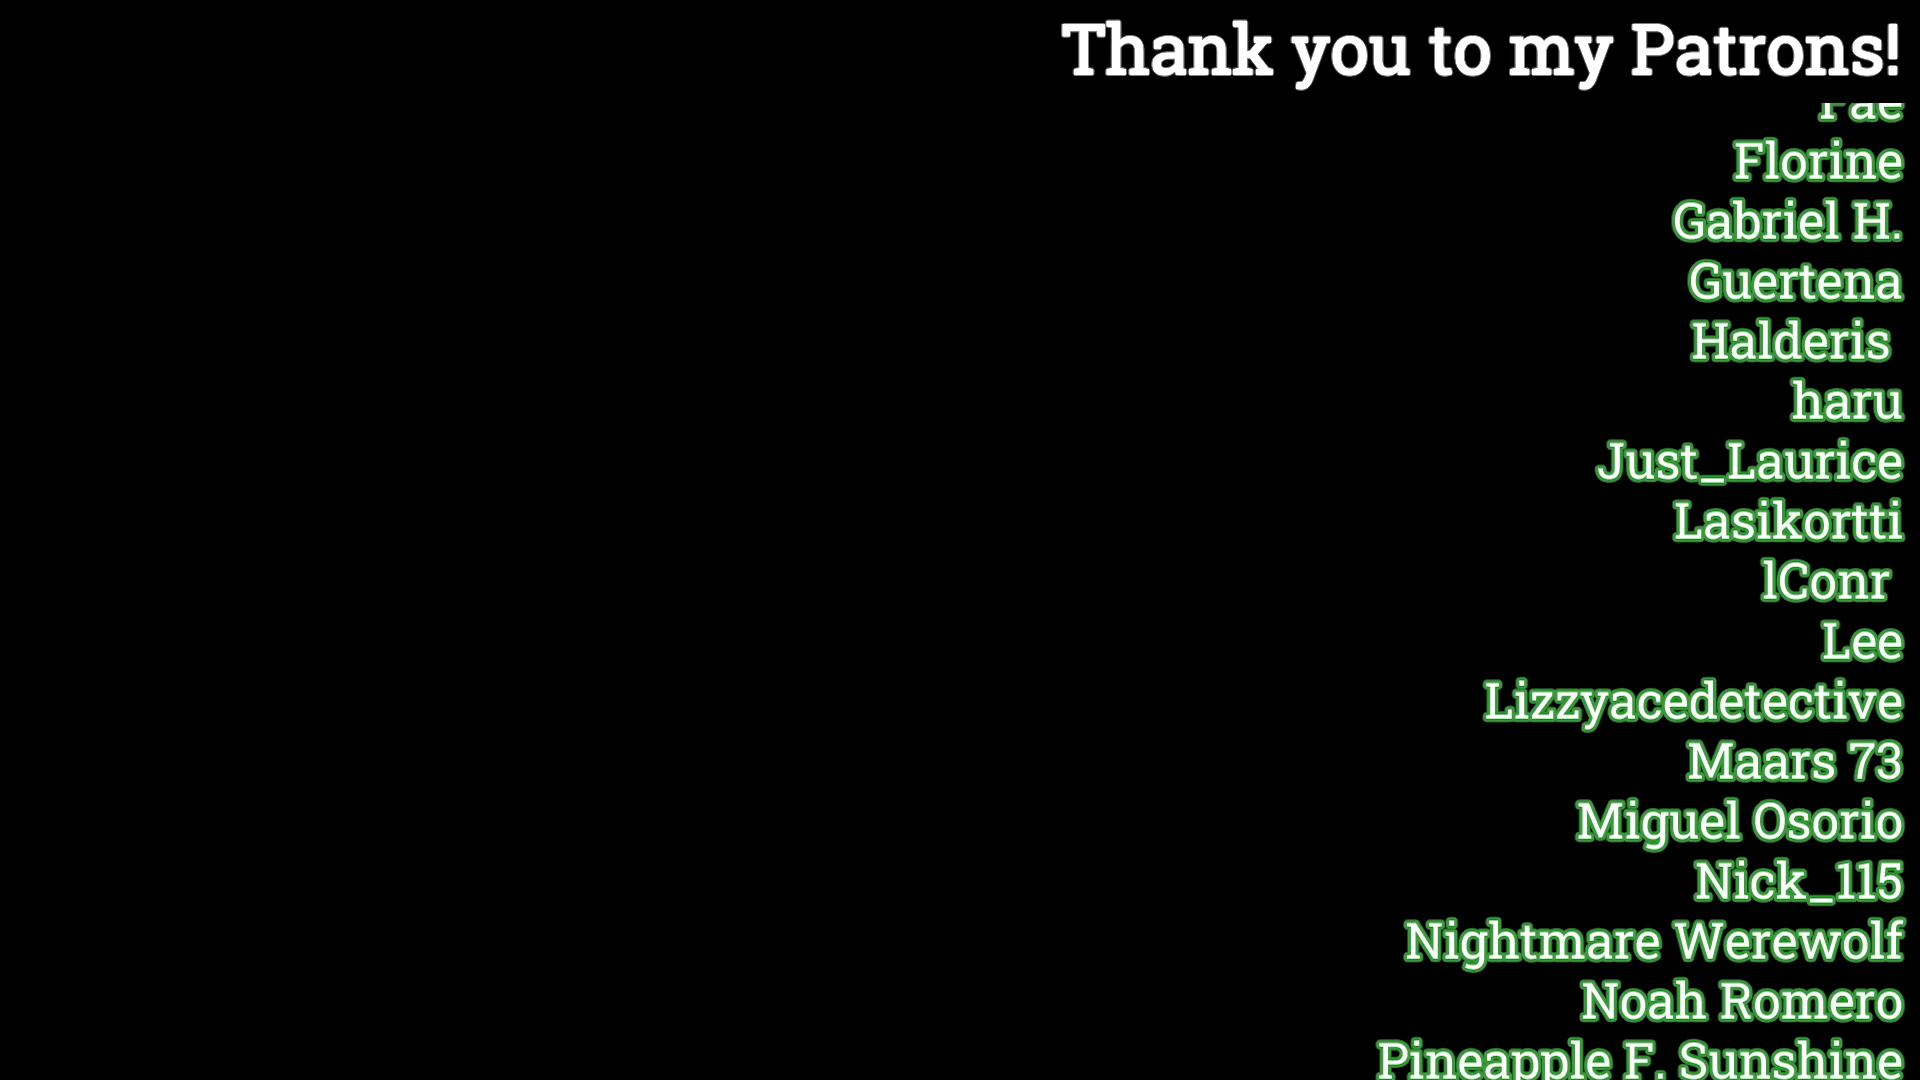 Thank you to my Patrons!
Florine
Gabriel H.
Guertena
Halderis
haru
Just_Laurice
Lasikortti
lConr
Lee
Lizzyacedetective
Maars 73
Miguel Osorio
Nick_115
Nightmare Werewolf
Noah Romero
Pineapple F. Sunshine